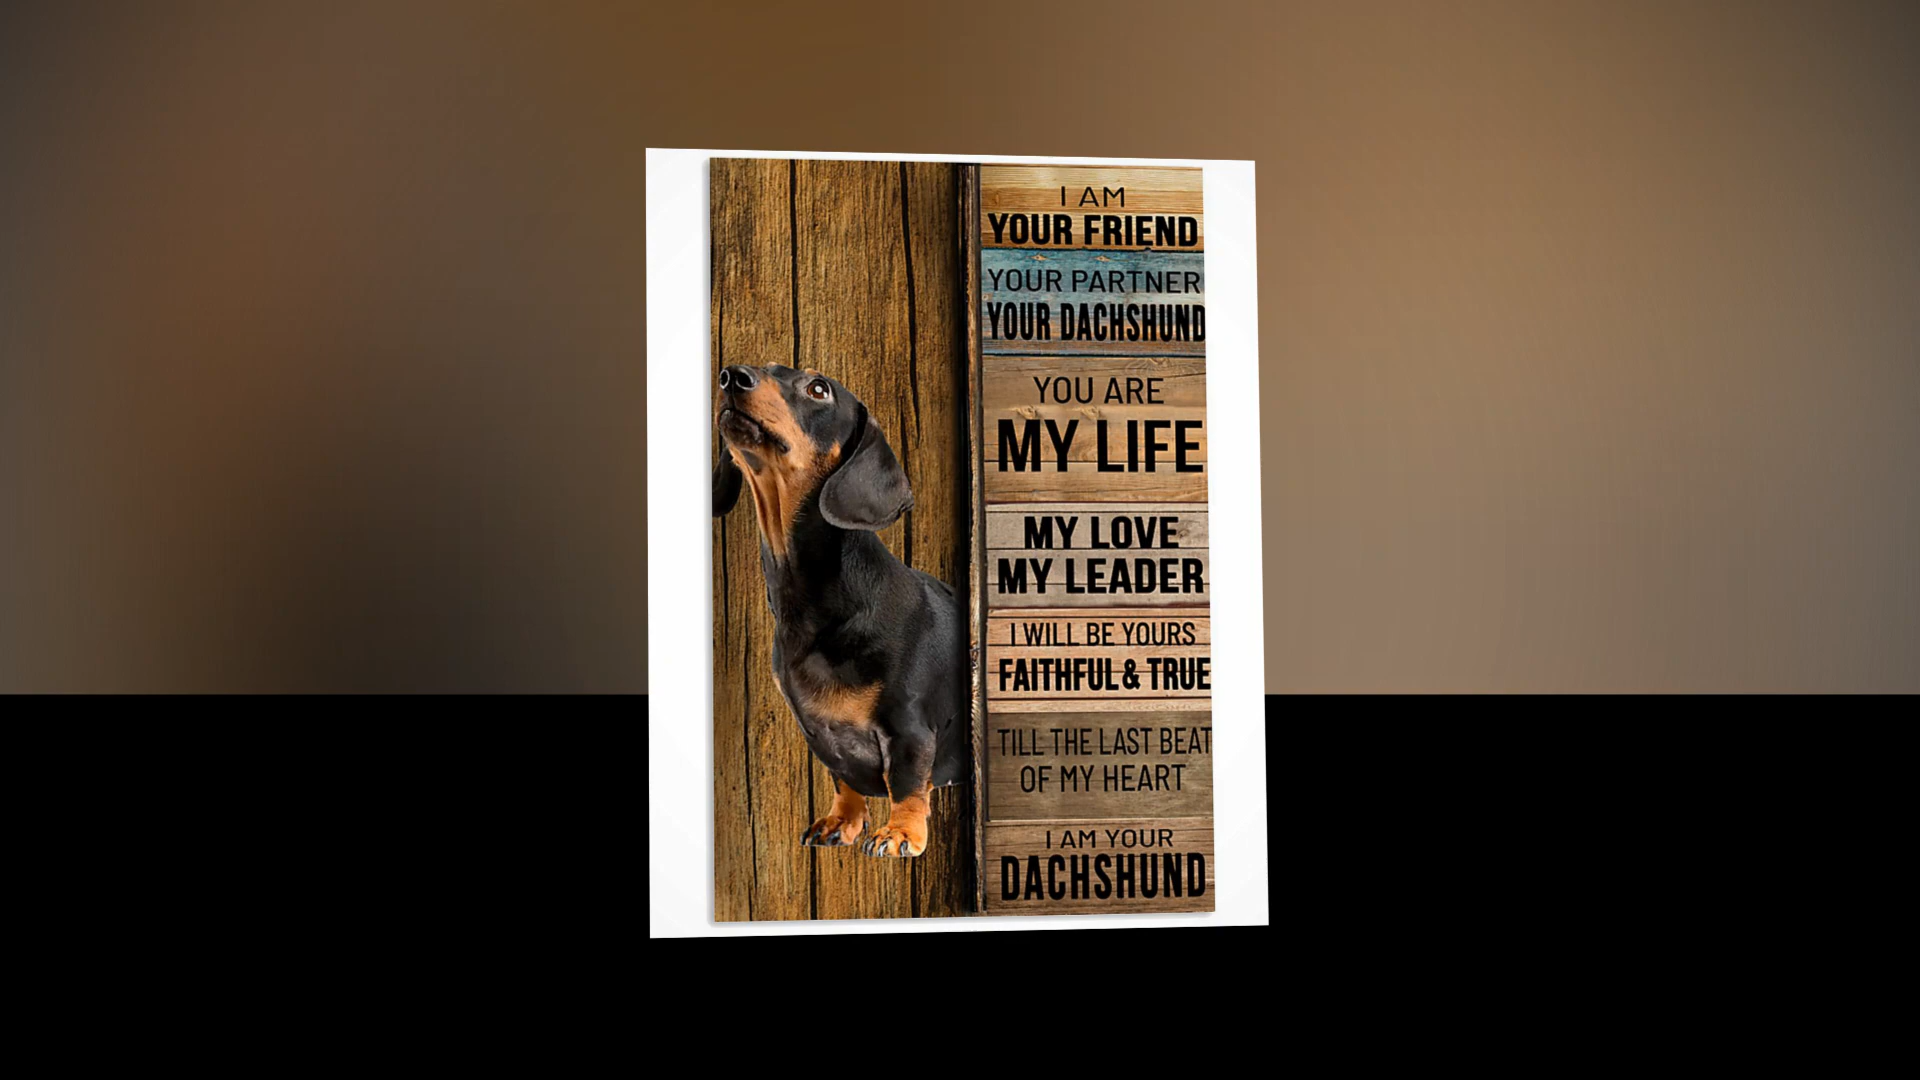 I AM
YOUR FRIEND
YOUR PARTNER
YOUR DACHSHUND
YOU ARE
MY LIFE
MY LOVE
MY LEADER
I WILL BE YOURS
FAITHFUL & TRUE
TILL THE LAST BEAT
OF MY HEART
I AM YOUR
DACHSHUND